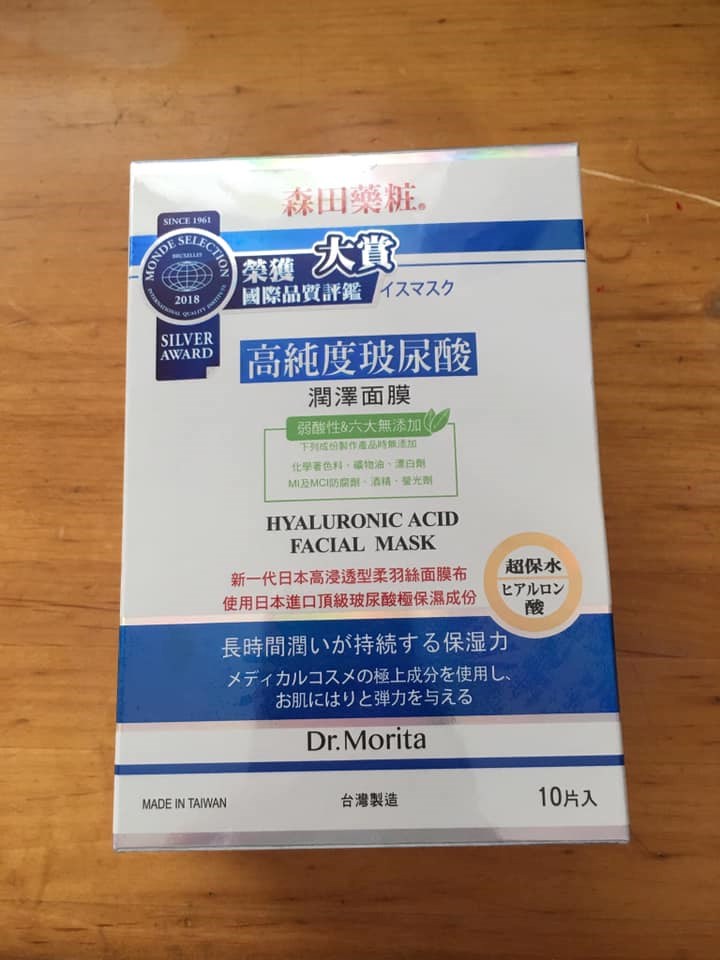 森田藥粧®
SINCE 1961
MONDE SELECTION
BRUXELLES
2018
INTERNATIONAL QUALITY INSTITUTE
SILVER
AWARD
榮獲 大賞
國際品質評鑑
イスマスク
高純度玻尿酸
潤澤面膜
弱酸性&六大無添加
下列成份製作產品時無添加
化學著色料、礦物油、漂白劑
MI及MCI防腐劑、酒精、螢光劑
HYALURONIC ACID
FACIAL MASK
新一代日本高浸透型柔羽絲面膜布
使用日本進口頂級玻尿酸極保濕成份
超保水
ヒアルロン
酸
長時間潤いが持続する保湿力
メディカルコスメの極上成分を使用し、
お肌にはりと弾力を与える
Dr.Morita
MADE IN TAIWAN
台灣製造
10片入